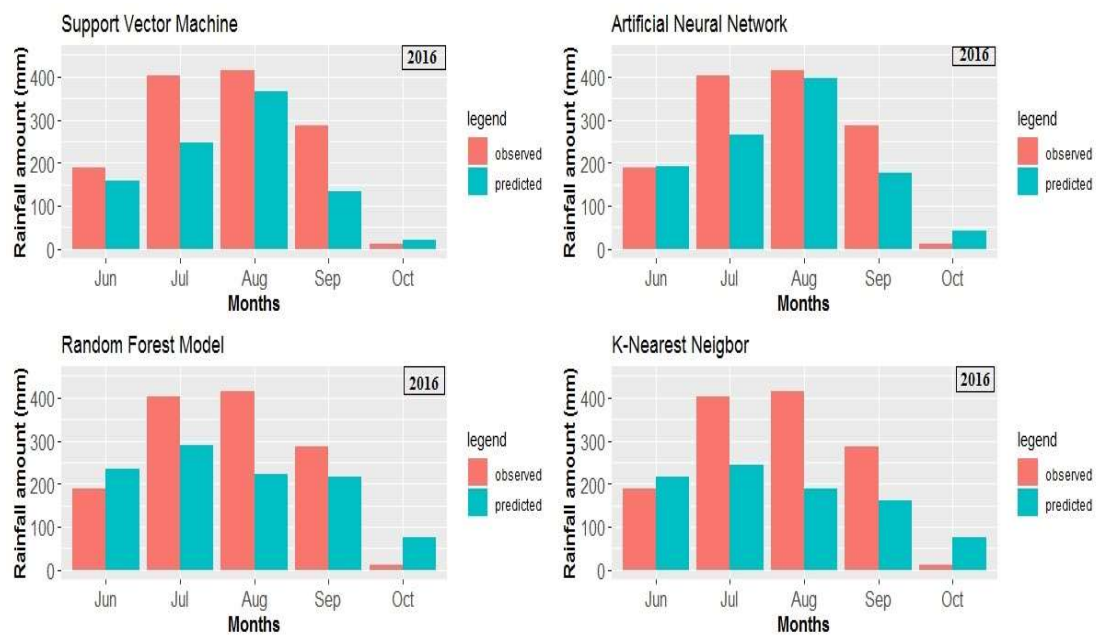 Support Vector Machine
2016
Rainfall amount (mm)
400
300
200
100
0
Jun Jul Aug Sep Oct
Months
legend
observed
predicted
Artificial Neural Network
2016
Rainfall amount (mm)
400
300
200
100
0
Jun Jul Aug Sep Oct
Months
legend
observed
predicted
Random Forest Model
2016
Rainfall amount (mm)
400
300
200
100
0
Jun Jul Aug Sep Oct
Months
legend
observed
predicted
K-Nearest Neigbor
2016
Rainfall amount (mm)
400
300
200
100
0
Jun Jul Aug Sep Oct
Months
legend
observed
predicted